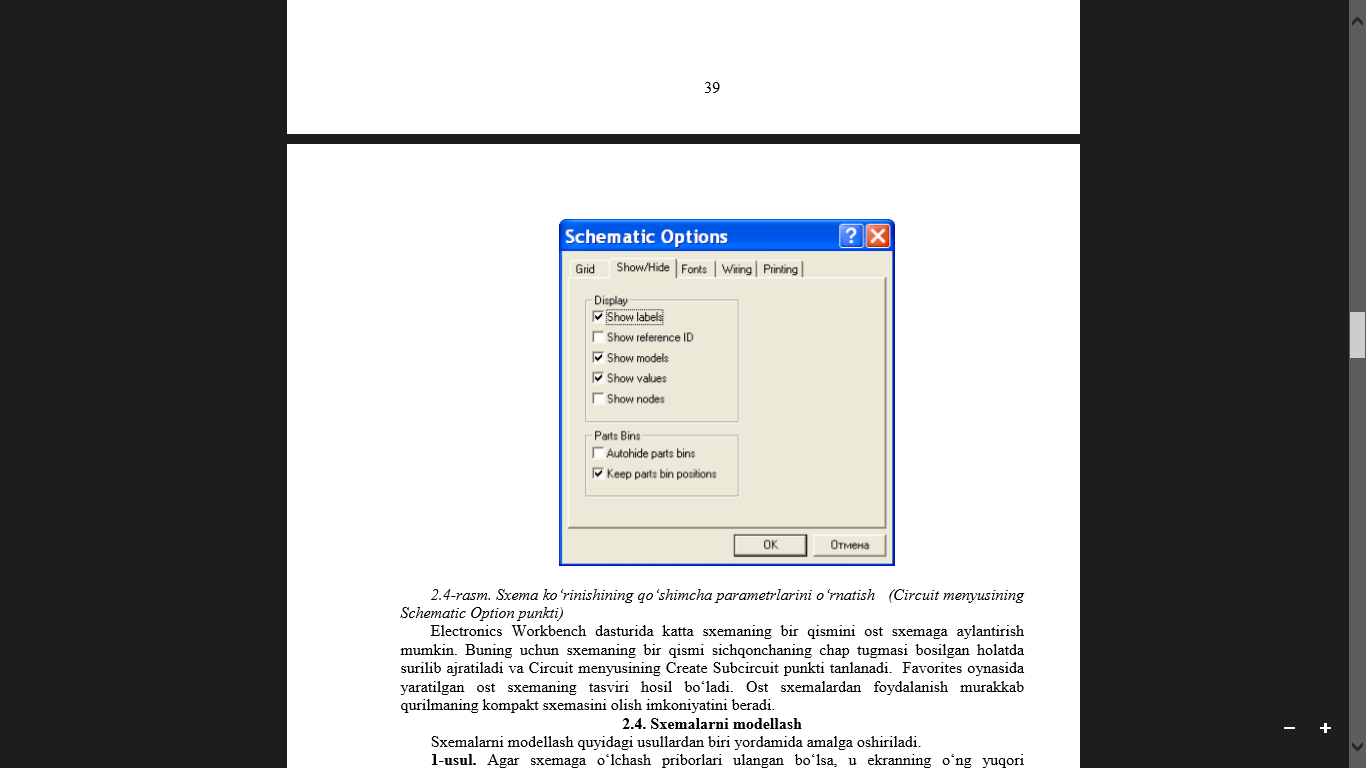 39
Schematic Options
Grid Show/Hide Fonts Wiring Printing
Display
Show labels
Show reference ID
Show models
Show values
Show nodes
Parts Bins
Autohide parts bins
Keep parts bin positions
OK Отмена
2.4-rasm. Sxema ko‘rinishining qo‘shimcha parametrlarini o‘rnatish (Circuit menyusining
Schematic Option punkti)
Electronics Workbench dasturida katta sxemaning bir qismini ost sxemaga aylantirish
mumkin. Buning uchun sxemaning bir qismi sichqonchaning chap tugmasi bosilgan holatda
surilib ajratiladi va Circuit menyusining Create Subcircuit punkti tanlanadi. Favorites oynasida
yaratilgan ost sxemaning tasviri hosil bo‘ladi. Ost sxemalardan foydalanish murakkab
qurilmaning kompakt sxemasini olish imkoniyatini beradi.
2.4. Sxemalarni modellash
Sxemalarni modellash quyidagi usullardan biri yordamida amalga oshiriladi.
1-usul. Agar sxemaga o‘lchash priborlari ulangan bo‘lsa, u ekranning o‘ng yuqori